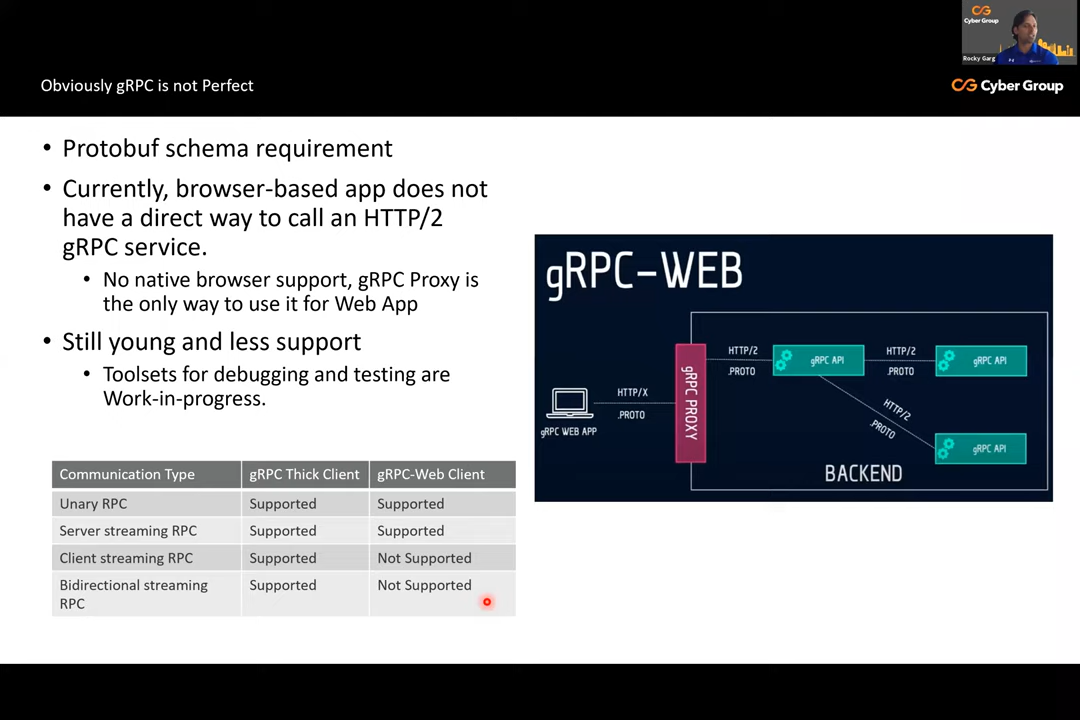 Cyber Group
Rocky Garg
Obviously gRPC is not Perfect
Cyber Group
• Protobuf schema requirement
• Currently, browser-based app does not
have a direct way to call an HTTP/2
gRPC service.
• No native browser support, gRPC Proxy is
the only way to use it for Web App
• Still young and less support
• Toolsets for debugging and testing are
Work-in-progress.
Communication Type gRPC Thick Client gRPC-Web Client
Unary RPC Supported Supported
Server streaming RPC Supported Supported
Client streaming RPC Supported Not Supported
Bidirectional streaming Supported Not Supported
RPC
gRPC-WEB
gRPC WEB APP
HTTP/X
.PROTO
gRPC PROXY
HTTP/2
.PROTO
gRPC API
HTTP/2
.PROTO
gRPC API
HTTP/2
.PROTO
gRPC API
BACKEND